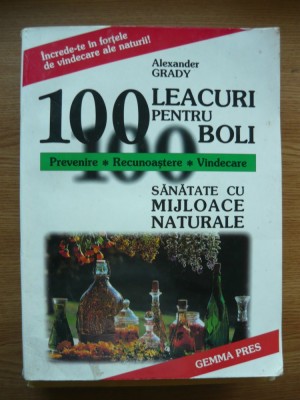 Încrede-te în forțele
de vindecare ale naturii!
Alexander
GRADY
100 LEACURI
PENTRU
100 BOLI
Prevenire * Recunoaștere * Vindecare
SĂNĂTATE CU
MIJLOACE
NATURALE
GEMMA PRES